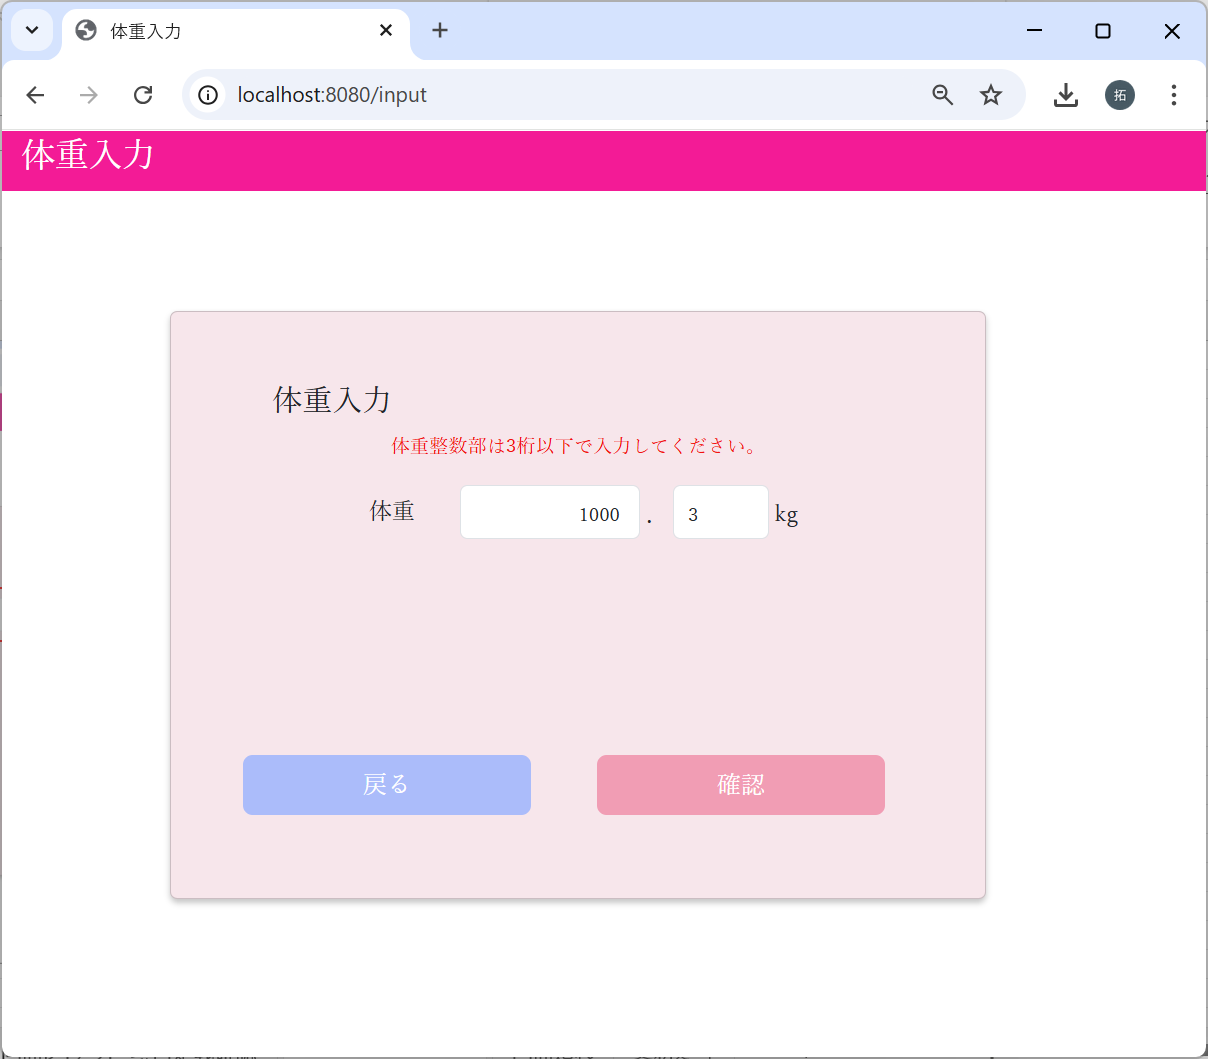 体重入力
localhost:8080/input
拓
体重入力
体重入力
体重整数部は3桁以下で入力してください。
体重 1000 . 3 kg
戻る 確認